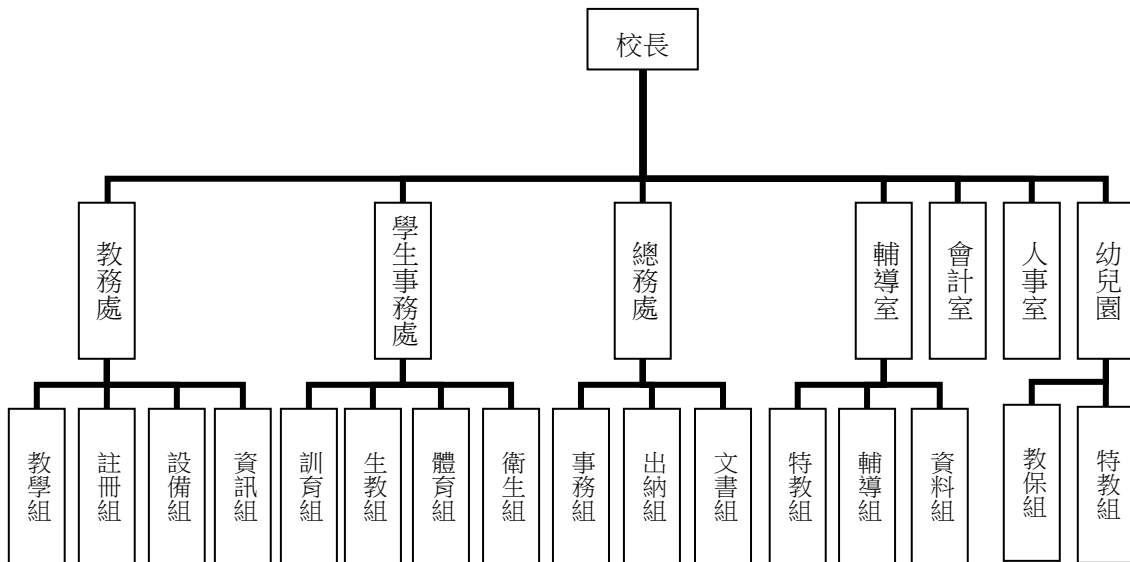 校長
教務處
學生事務處
總務處
輔導室
會計室
人事室
幼兒園
教學組
註冊組
設備組
資訊組
訓育組
生教組
體育組
衛生組
事務組
出納組
文書組
特教組
輔導組
資料組
教保組
特教組